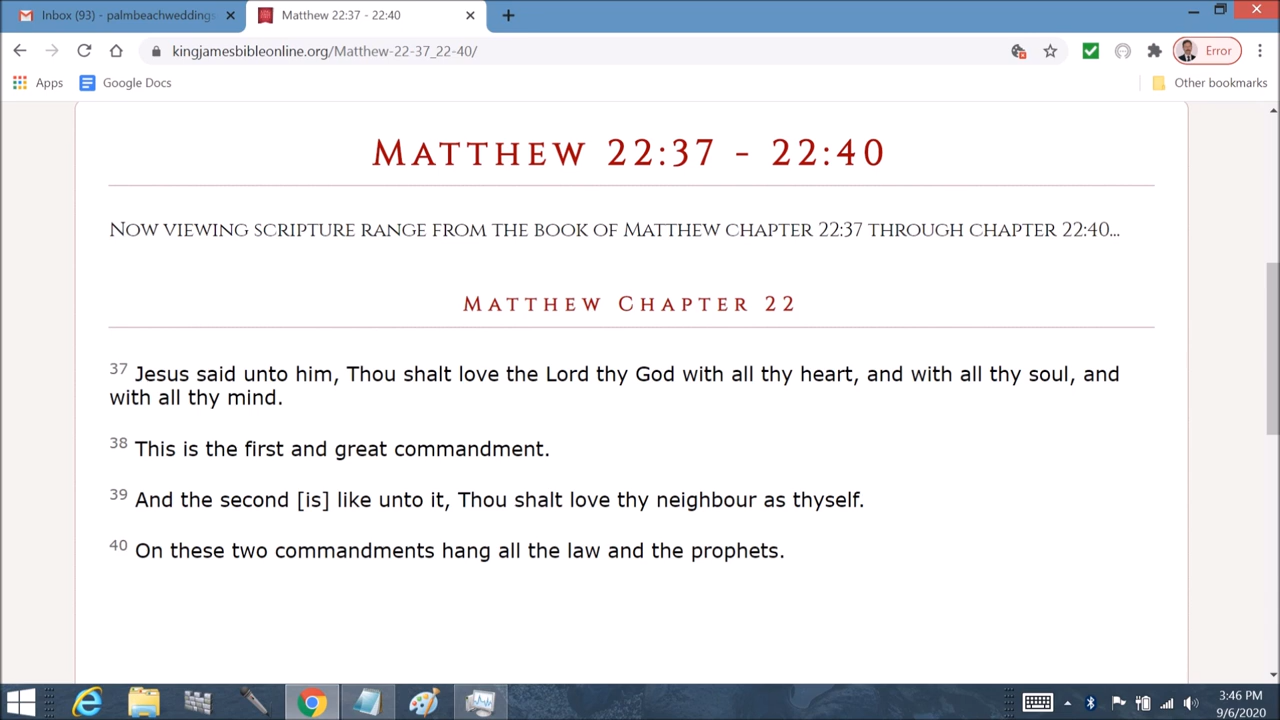 Inbox (93) - palmbeachweddings
Matthew 22:37 - 22:40
kingjamesbibleonline.org/Matthew-22-37_22-40/
Error
Apps
Google Docs
Other bookmarks
Matthew 22:37 - 22:40
Now viewing scripture range from the book of Matthew chapter 22:37 through chapter 22:40...
Matthew Chapter 22
37 Jesus said unto him, Thou shalt love the Lord thy God with all thy heart, and with all thy soul, and
with all thy mind.
38 This is the first and great commandment.
39 And the second [is] like unto it, Thou shalt love thy neighbour as thyself.
40 On these two commandments hang all the law and the prophets.
3:46 PM
9/6/2020